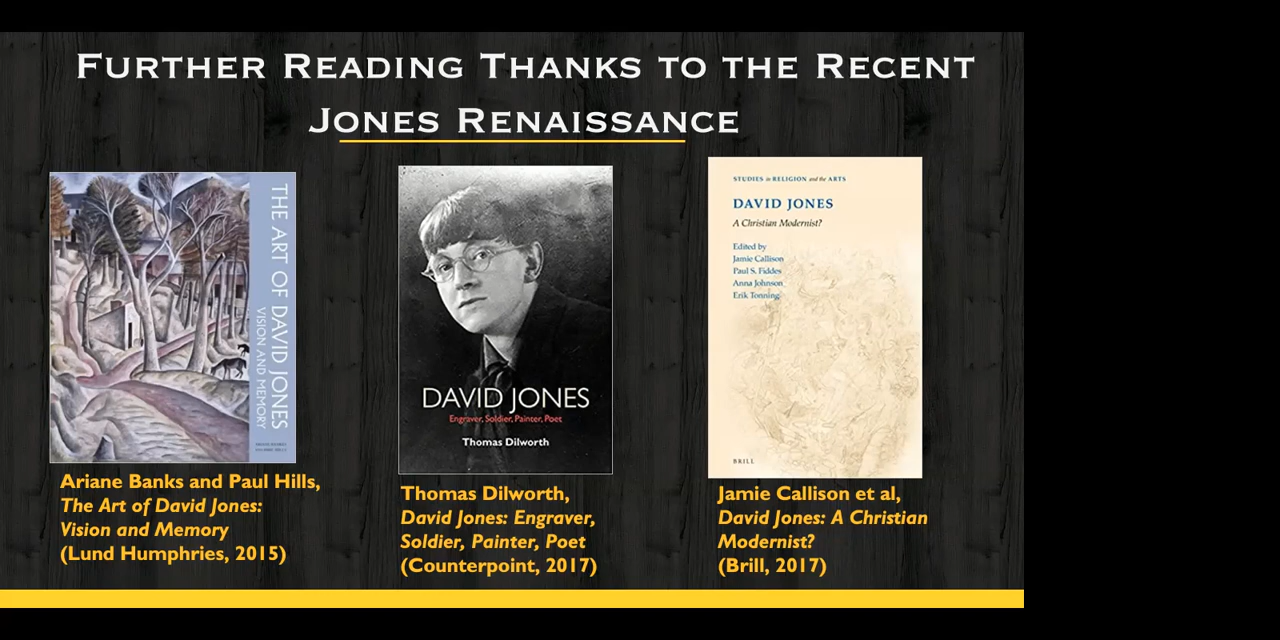 FURTHER READING THANKS TO THE RECENT
JONES RENAISSANCE
THE ART OF DAVID JONES
VISION AND MEMORY
Ariane Banks and Paul Hills,
The Art of David Jones:
Vision and Memory
(Lund Humphries, 2015)
DAVID JONES
Engraver, Soldier, Painter, Poet
Thomas Dilworth
Thomas Dilworth,
David Jones: Engraver,
Soldier, Painter, Poet
(Counterpoint, 2017)
STUDIES in RELIGION and the ARTS
DAVID JONES
A Christian Modernist?
Edited by
Jamie Callison
Paul S. Fiddes
Anna Johnson
Erik Tonning
BRILL
Jamie Callison et al,
David Jones: A Christian
Modernist?
(Brill, 2017)